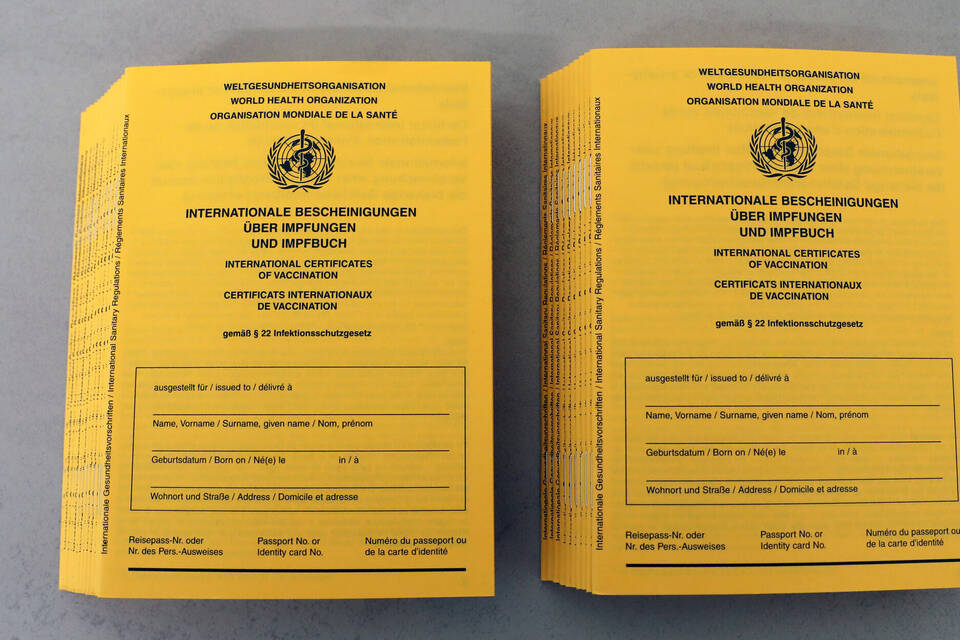 WELTGESUNDHEITSORGANISATION
WORLD HEALTH ORGANIZATION
ORGANISATION MONDIALE DE LA SANTÉ
INTERNATIONALE BESCHEINIGUNGEN
ÜBER IMPFUNGEN
UND IMPFBUCH
INTERNATIONAL CERTIFICATES
OF VACCINATION
CERTIFICATS INTERNATIONAUX
DE VACCINATION
gemäß § 22 Infektionsschutzgesetz
ausgestellt für / issued to / délivré à
Name, Vorname / Surname, given name / Nom, prénom
Geburtsdatum / Born on / Né(e) le in / à
Wohnort und Straße / Address / Domicile et adresse
Reisepass-Nr. oder Passport No. or Numéro du passeport ou
Nr. des Pers.-Ausweises Identity card No. de la carte d'identité
Internationale Gesundheitsvorschriften / International Sanitary Regulations / Règlements Sanitaires Internationaux
WELTGESUNDHEITSORGANISATION
WORLD HEALTH ORGANIZATION
ORGANISATION MONDIALE DE LA SANTÉ
INTERNATIONALE BESCHEINIGUNGEN
ÜBER IMPFUNGEN
UND IMPFBUCH
INTERNATIONAL CERTIFICATES
OF VACCINATION
CERTIFICATS INTERNATIONAUX
DE VACCINATION
gemäß § 22 Infektionsschutzgesetz
ausgestellt für / issued to / délivré à
Name, Vorname / Surname, given name / Nom, prénom
Geburtsdatum / Born on / Né(e) le in / à
Wohnort und Straße / Address / Domicile et adresse
Reisepass-Nr. oder Passport No. or Numéro du passeport ou
Nr. des Pers.-Ausweises Identity card No. de la carte d'identité
Internationale Gesundheitsvorschriften / International Sanitary Regulations / Règlements Sanitaires Internationaux